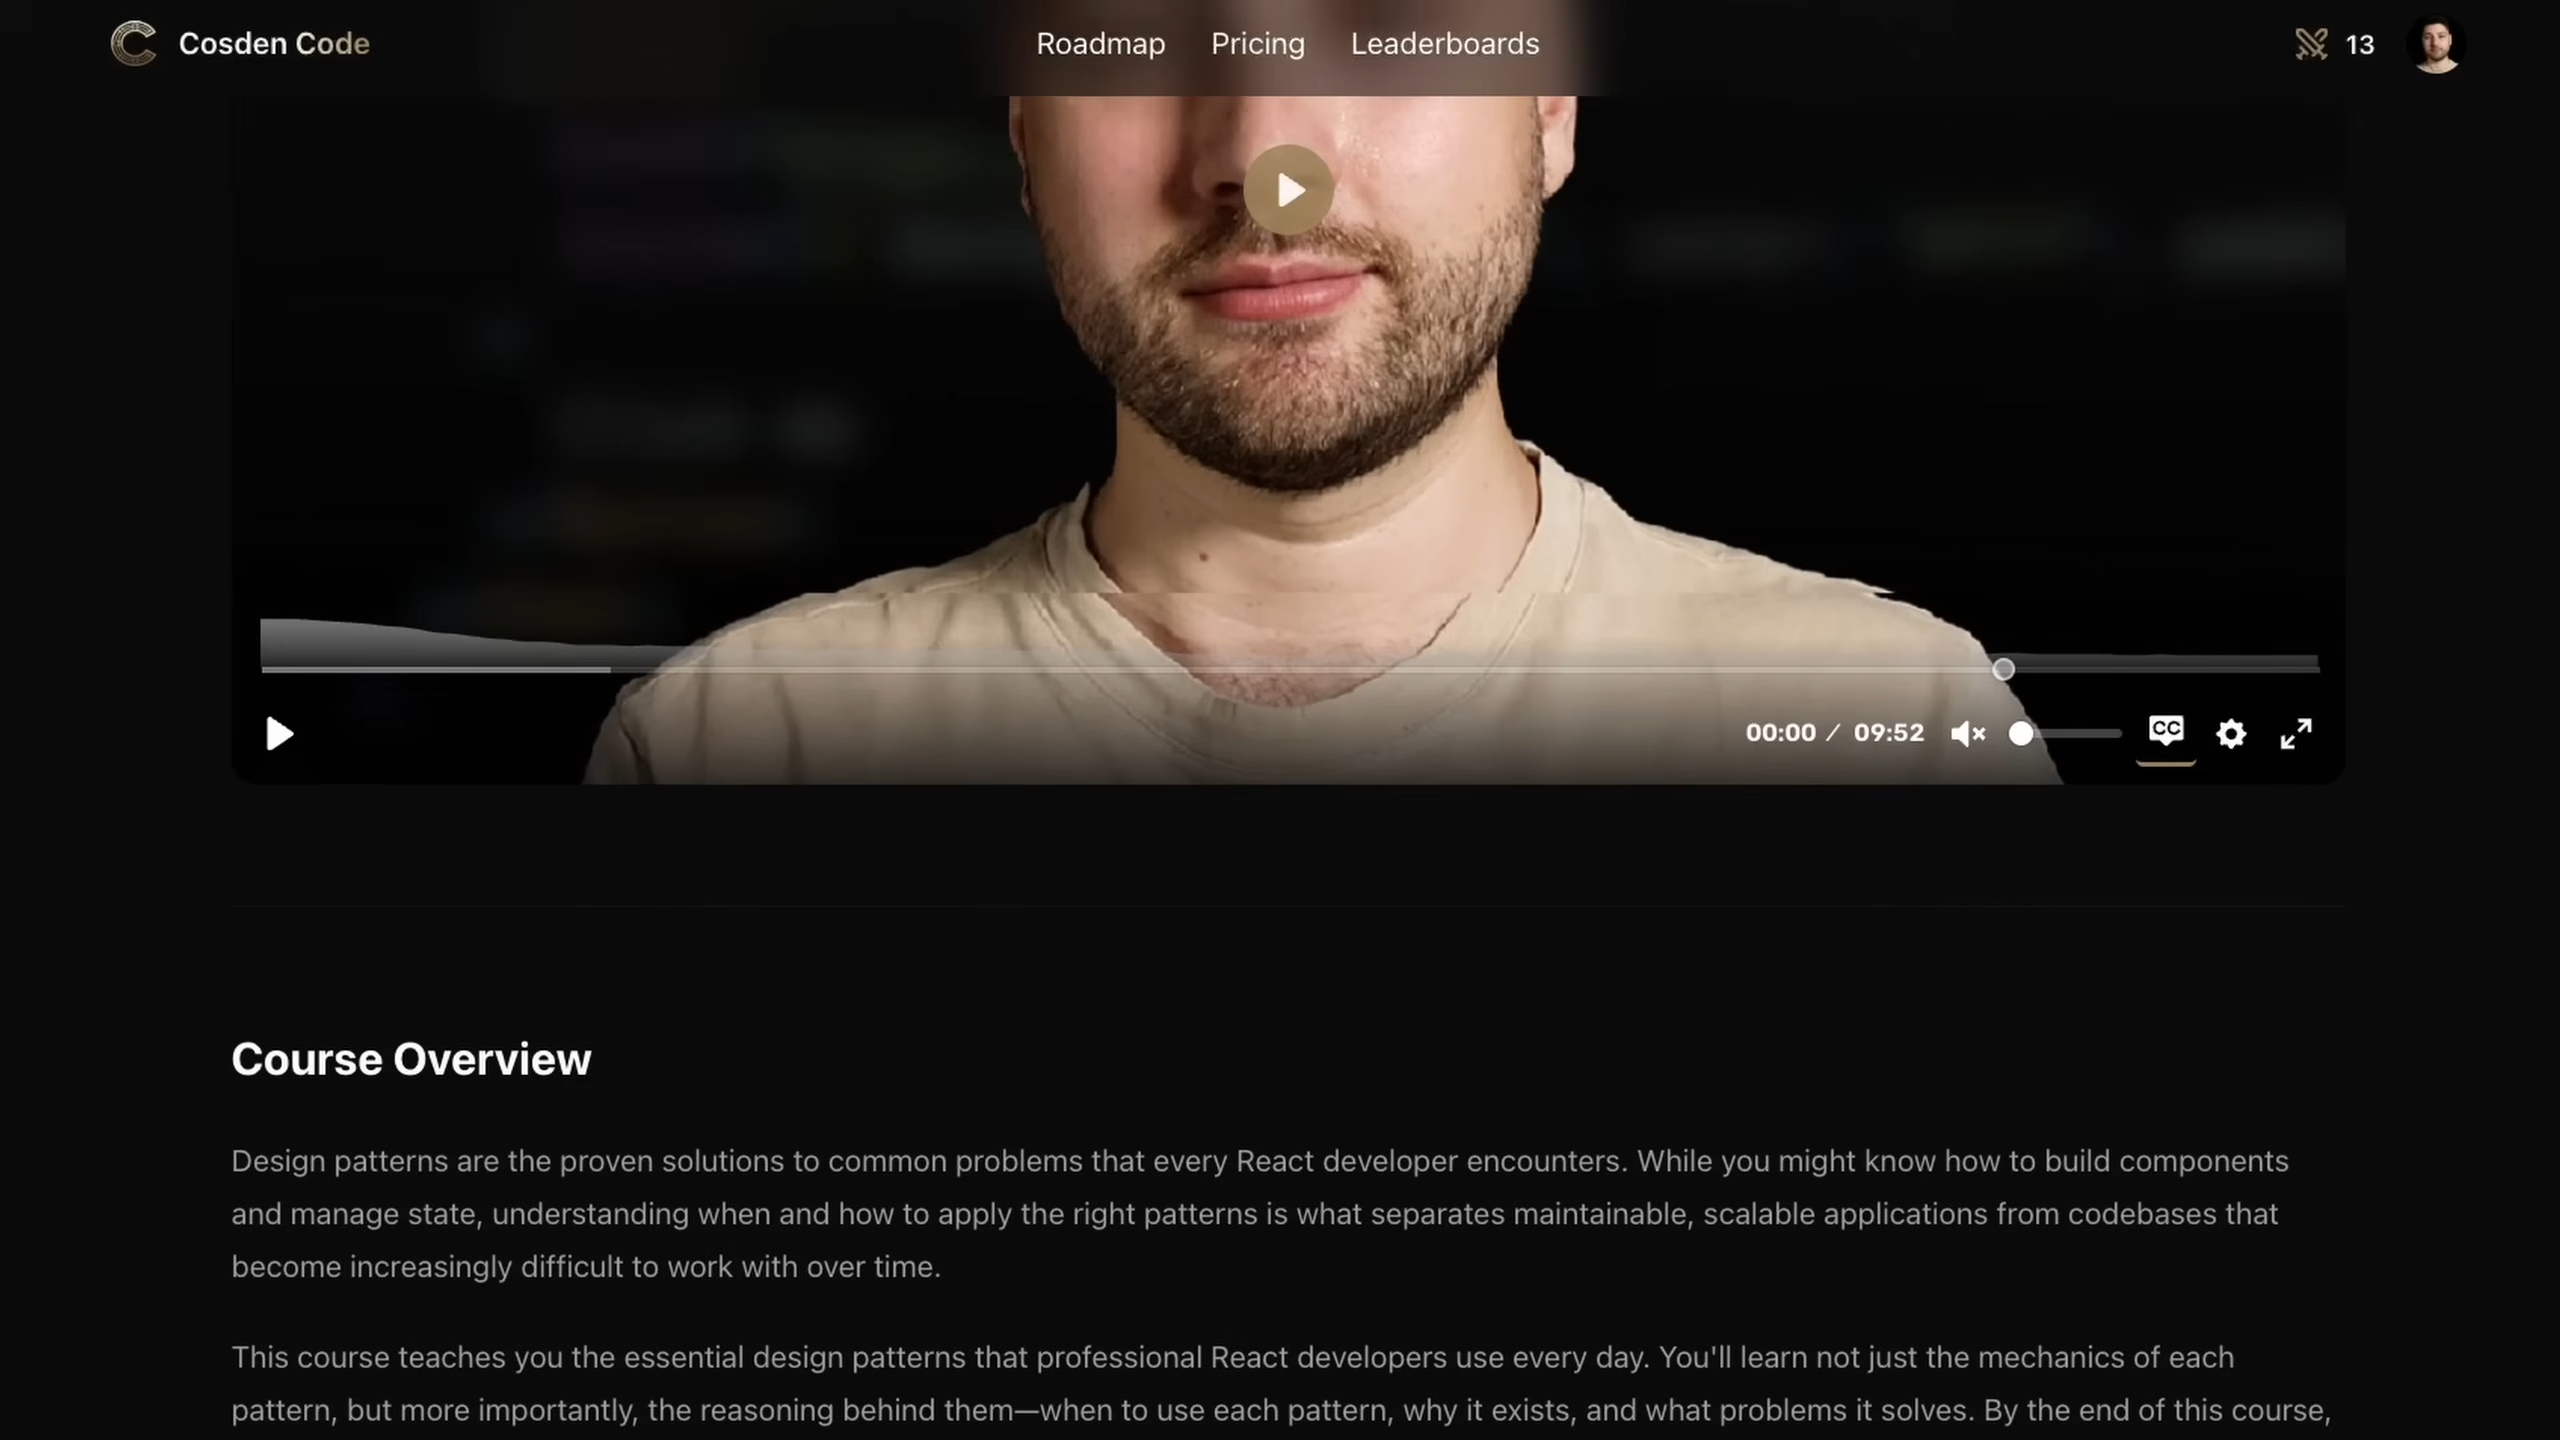 Cosden Code
Roadmap Pricing Leaderboards
13
00:00 / 09:52
CC
Course Overview
Design patterns are the proven solutions to common problems that every React developer encounters. While you might know how to build components
and manage state, understanding when and how to apply the right patterns is what separates maintainable, scalable applications from codebases that
become increasingly difficult to work with over time.
This course teaches you the essential design patterns that professional React developers use every day. You'll learn not just the mechanics of each
pattern, but more importantly, the reasoning behind them—when to use each pattern, why it exists, and what problems it solves. By the end of this course,